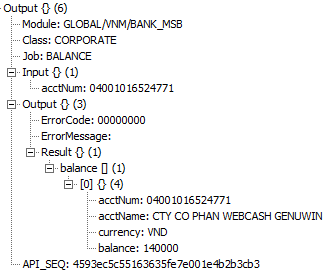 Output {} (6)
Module: GLOBAL/VNM/BANK_MSB
Class: CORPORATE
Job: BALANCE
Input {} (1)
acctNum: 04001016524771
Output {} (3)
ErrorCode: 00000000
ErrorMessage:
Result {} (1)
balance [] (1)
[0] {} (4)
acctNum: 04001016524771
acctName: CTY CO PHAN WEBCASH GENUWIN
currency: VND
balance: 140000
API_SEQ: 4593ec5c55163635fe7e001e4b2b3cb3